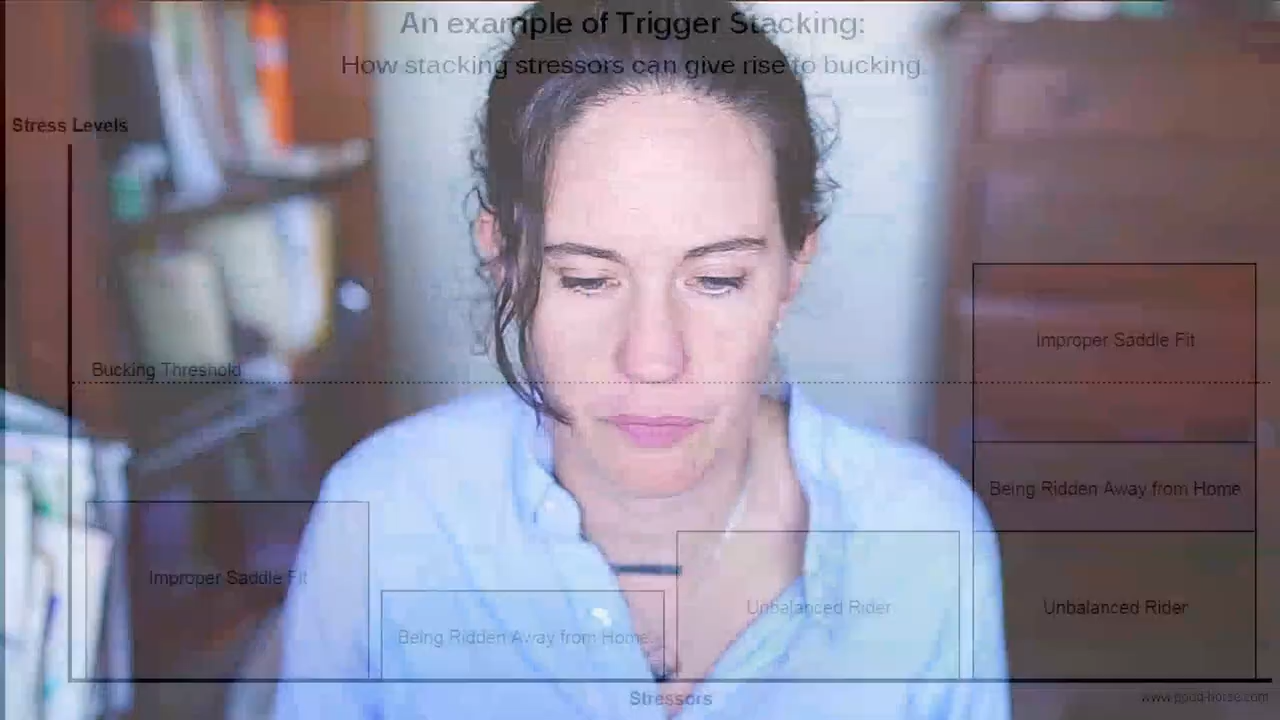 An example of Trigger Stacking:
How stacking stressors can give rise to bucking.
Stress Levels
Bucking Threshold
Improper Saddle Fit
Being Ridden Away from Home
Unbalanced Rider
Improper Saddle Fit
Being Ridden Away from Home
Unbalanced Rider
Stressors
www.good-horse.com